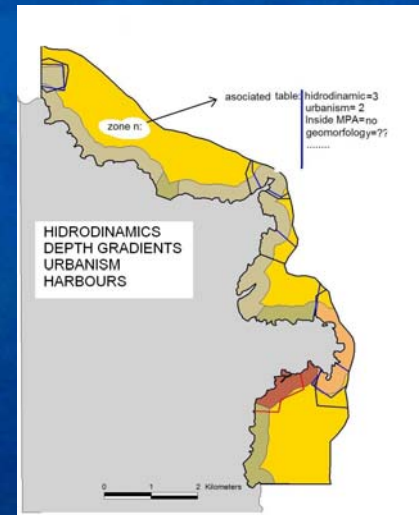 asociated table: hidrodinamic=3
urbanism= 2
Inside MPA=no
geomorfology=??
........
zone n:
HIDRODINAMICS
DEPTH GRADIENTS
URBANISM
HARBOURS
0 1 2 Kilometers